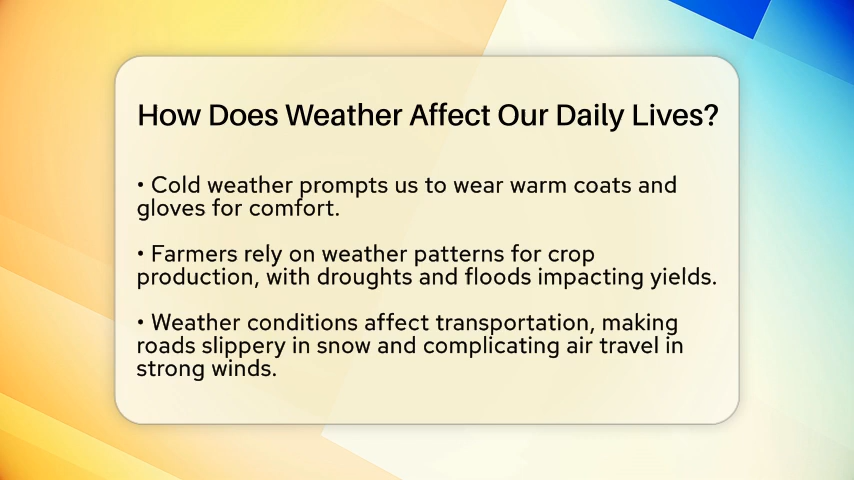 How Does Weather Affect Our Daily Lives?
• Cold weather prompts us to wear warm coats and
gloves for comfort.
• Farmers rely on weather patterns for crop
production, with droughts and floods impacting yields.
• Weather conditions affect transportation, making
roads slippery in snow and complicating air travel in
strong winds.